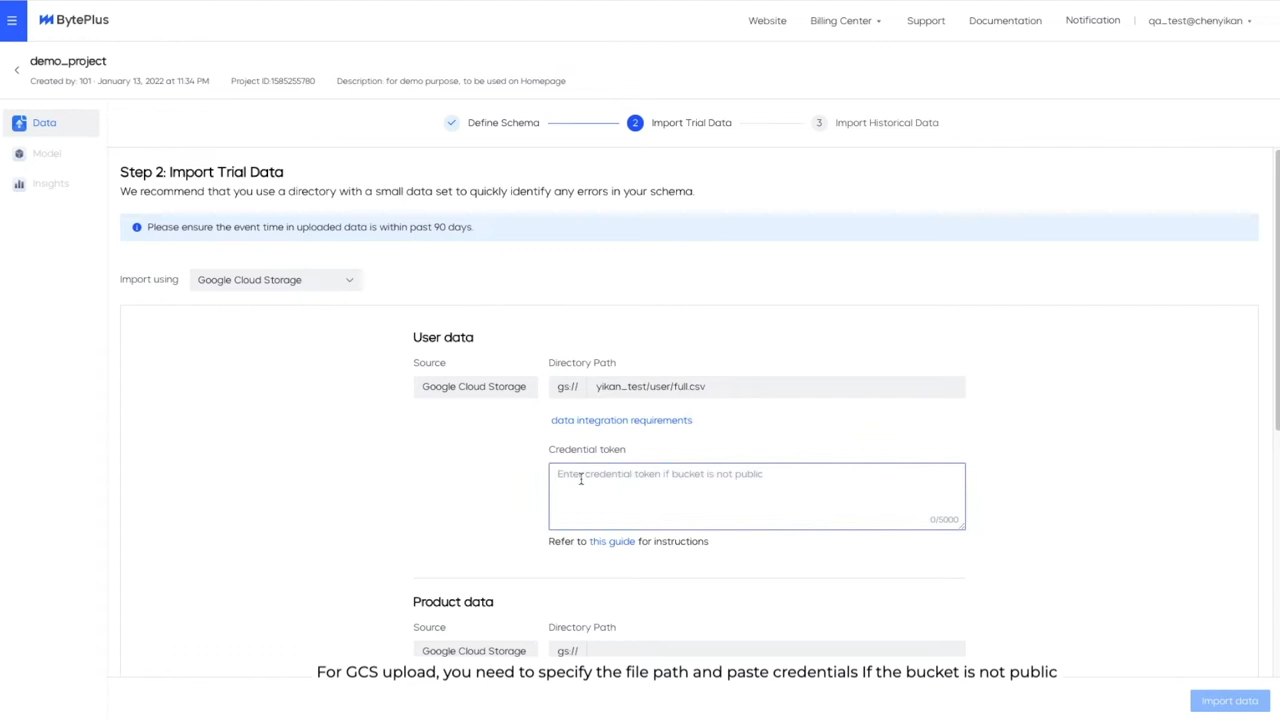 BytePlus
Website
Billing Center
Support
Documentation
Notification
qa_test@chenyikan
demo_project
Created by: 101 · January 13, 2022 at 11:34 PM
Project ID:1585255780
Description: for demo purpose, to be used on Homepage
Data
Model
Insights
Define Schema
2
Import Trial Data
3
Import Historical Data
Step 2: Import Trial Data
We recommend that you use a directory with a small data set to quickly identify any errors in your schema.
Please ensure the event time in uploaded data is within past 90 days.
Import using
Google Cloud Storage
User data
Source
Directory Path
Google Cloud Storage
gs://
yikan_test/user/full.csv
data integration requirements
Credential token
Enter credential token if bucket is not public
0/5000
Refer to this guide for instructions
Product data
Source
Directory Path
Google Cloud Storage
gs://
For GCS upload, you need to specify the file path and paste credentials If the bucket is not public
Import data